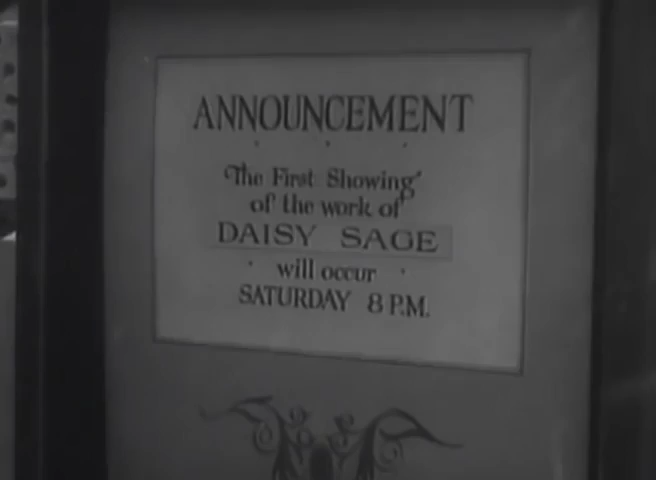 ANNOUNCEMENT
The First Showing
of the work of
DAISY SAGE
will occur
SATURDAY 8 P.M.